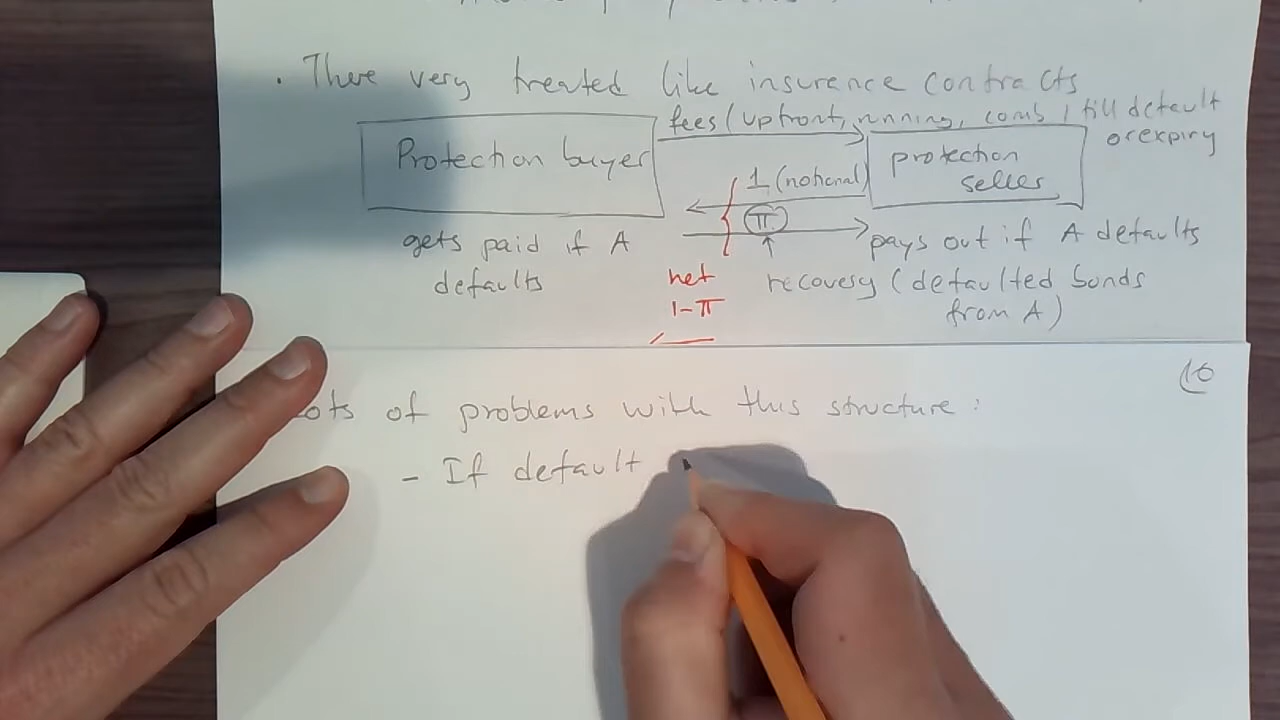 . There very treated like insurance contracts
fees (upfront, running, comb) till default
or expiry
Protection buyer
protection
seller
1 (notional)
π
gets paid if A
defaults
pays out if A defaults
net
1-π
recovery (defaulted bonds
from A)
(10
of problems with this structure :
- If default